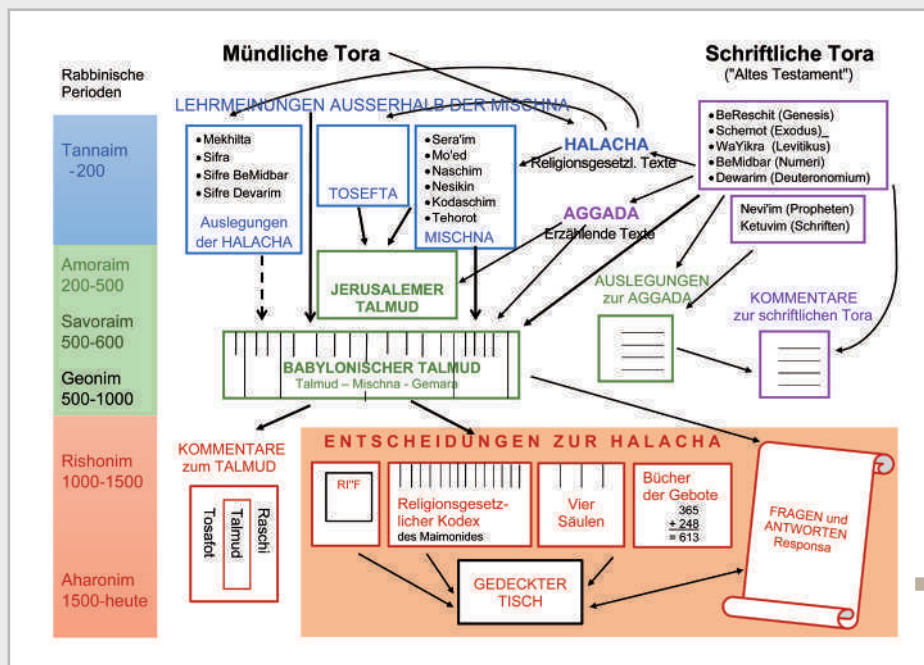 Mündliche Tora
Schriftliche Tora
("Altes Testament")
Rabbinische
Perioden
LEHRMEINUNGEN AUSSERHALB DER MISCHNA
Tannaim
-200
• Mekhilta
• Sifra
• Sifre BeMidbar
• Sifre Devarim
Auslegungen
der HALACHA
TOSEFTA
• Sera'im
• Mo'ed
• Naschim
• Nesikin
• Kodaschim
• Tehorot
MISCHNA
HALACHA
Religionsgesetzl. Texte
AGGADA
Erzählende Texte
• BeReschit (Genesis)
• Schemot (Exodus)_
• WaYikra (Levitikus)
• BeMidbar (Numeri)
• Dewarim (Deuteronomium)
Nevi'im (Propheten)
Ketuvim (Schriften)
Amoraim
200-500
Savoraim
500-600
Geonim
500-1000
JERUSALEMER
TALMUD
AUSLEGUNGEN
zur AGGADA
KOMMENTARE
zur schriftlichen Tora
BABYLONISCHER TALMUD
Talmud – Mischna - Gemara
Rishonim
1000-1500
Aharonim
1500-heute
KOMMENTARE
zum TALMUD
Raschi
Talmud
Tosafot
ENTSCHEIDUNGEN ZUR HALACHA
RI"F
Religionsgesetz-
licher Kodex
des Maimonides
Vier
Säulen
Bücher
der Gebote
365
+ 248
= 613
GEDECKTER
TISCH
FRAGEN und
ANTWORTEN
Responsa